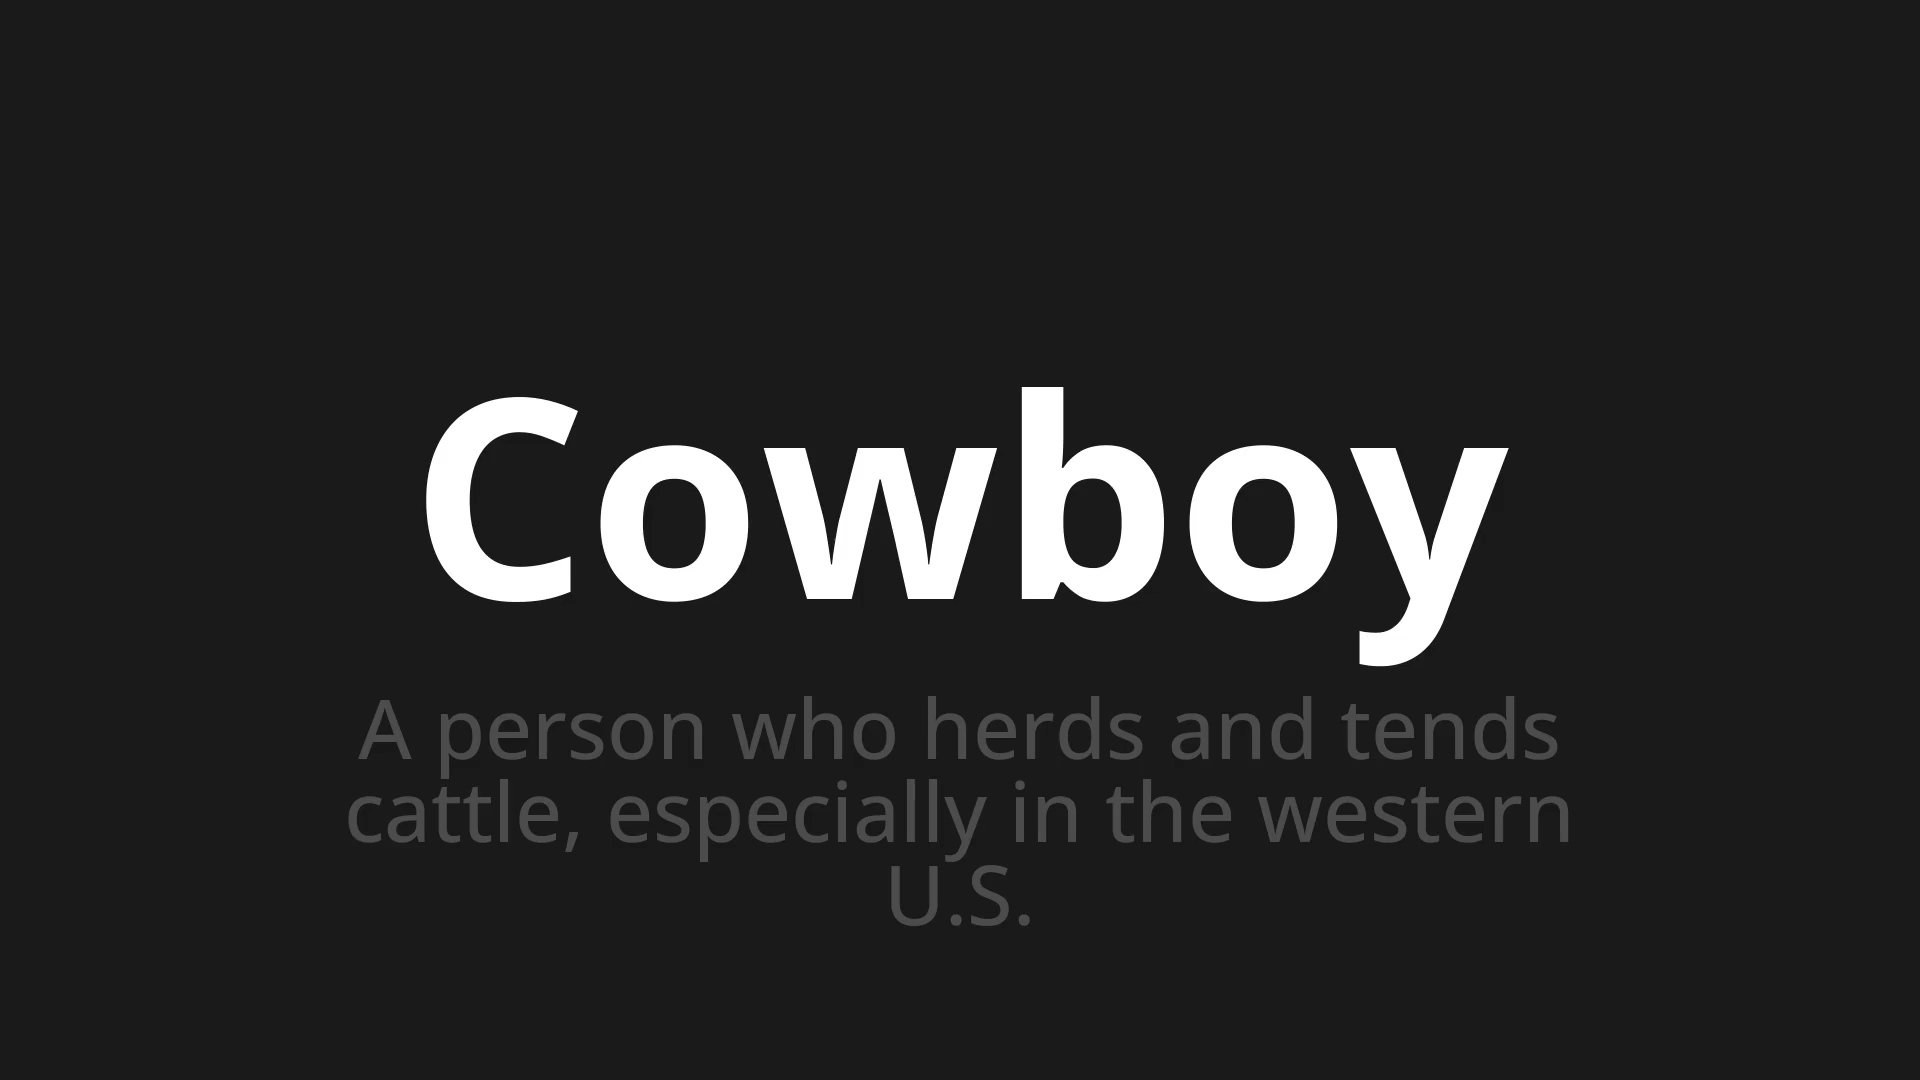 Cowboy
A person who herds and tends
cattle, especially in the western
U.S.